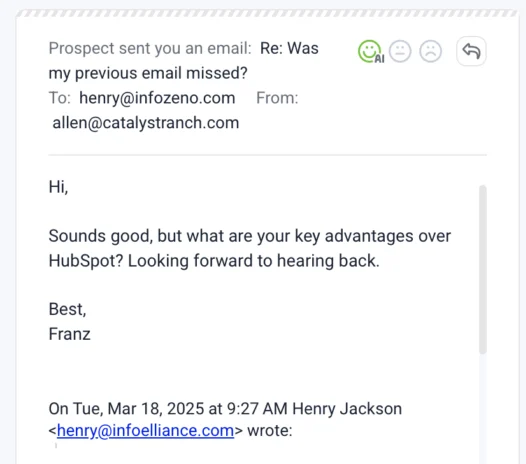 Prospect sent you an email: Re: Was
my previous email missed?
AI
To: henry@infozeno.com From:
allen@catalystranch.com
Hi,
Sounds good, but what are your key advantages over
HubSpot? Looking forward to hearing back.
Best,
Franz
On Tue, Mar 18, 2025 at 9:27 AM Henry Jackson
<henry@infoelliance.com> wrote: